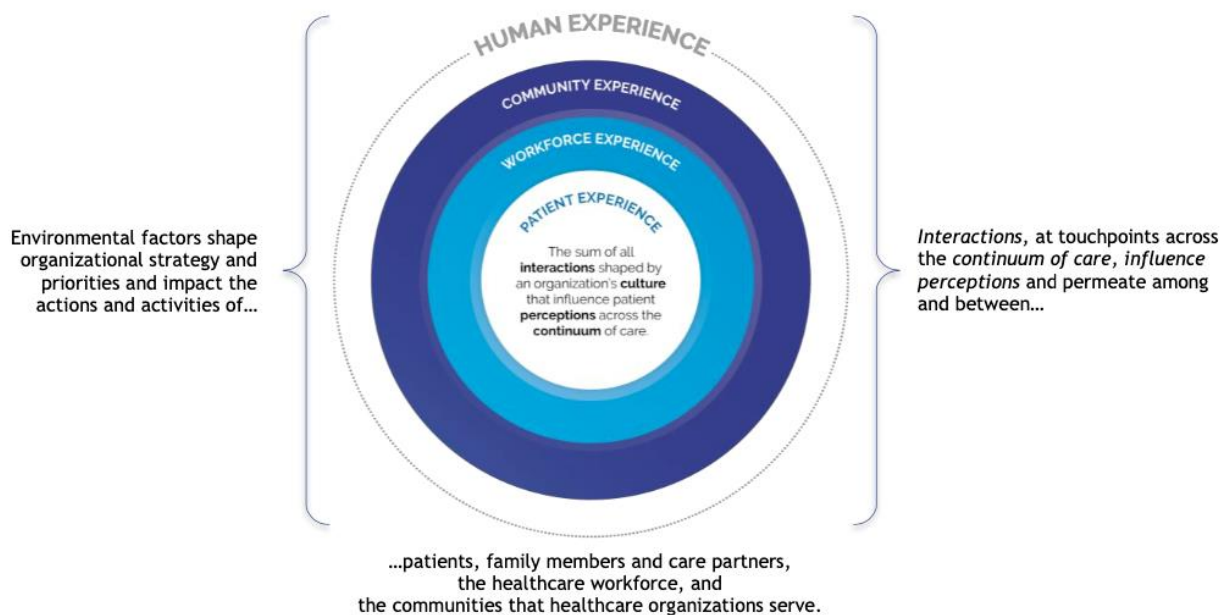 HUMAN EXPERIENCE
COMMUNITY EXPERIENCE
WORKFORCE EXPERIENCE
PATIENT EXPERIENCE
The sum of all
interactions shaped by
an organization's culture
that influence patient
perceptions across the
continuum of care.
Environmental factors shape
organizational strategy and
priorities and impact the
actions and activities of…
Interactions, at touchpoints across
the continuum of care, influence
perceptions and permeate among
and between…
…patients, family members and care partners,
the healthcare workforce, and
the communities that healthcare organizations serve.